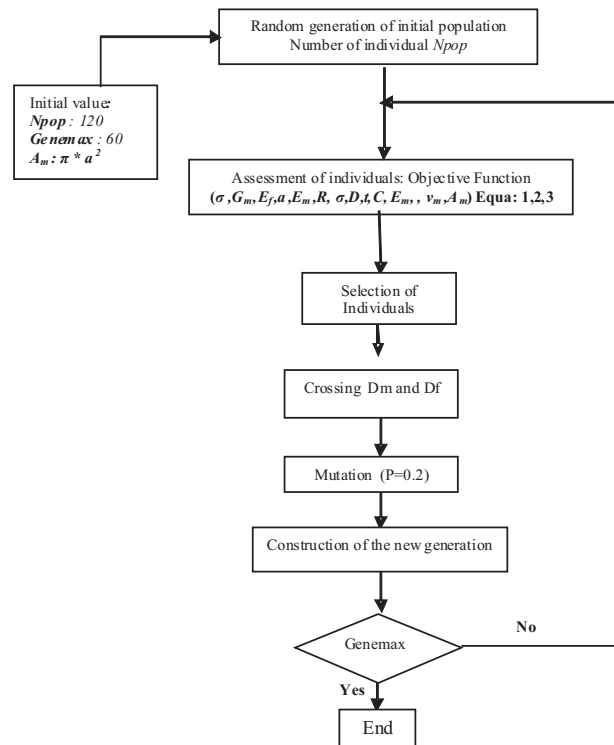 Random generation of initial population
Number of individual Npop
Initial value:
Npop : 120
Genemax : 60
Am : π * a²
Assessment of individuals: Objective Function
(σ ,Gm,Ef,a,Em,R, σ,D,t,C, Em, , νm,Am) Equa: 1,2,3
Selection of
Individuals
Crossing Dm and Df
Mutation (P=0.2)
Construction of the new generation
Genemax
No
Yes
End